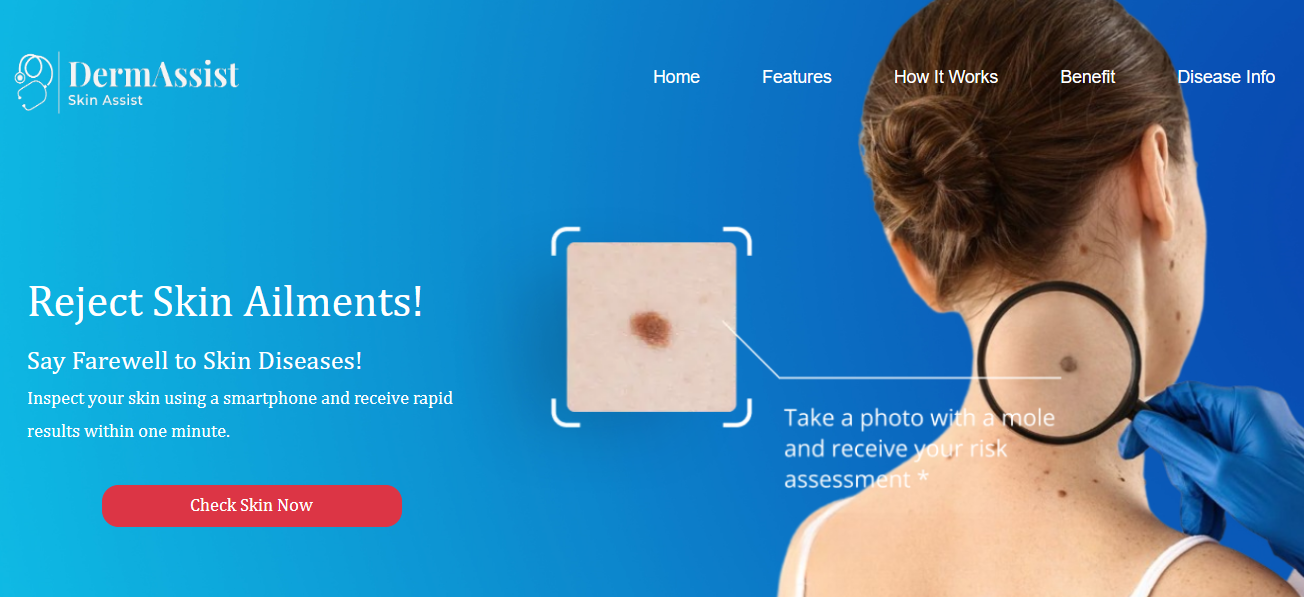 DermAssist
Skin Assist
Home Features How It Works Benefit Disease Info
Reject Skin Ailments!
Say Farewell to Skin Diseases!
Inspect your skin using a smartphone and receive rapid
results within one minute.
Check Skin Now
Take a photo with a mole
and receive your risk
assessment *